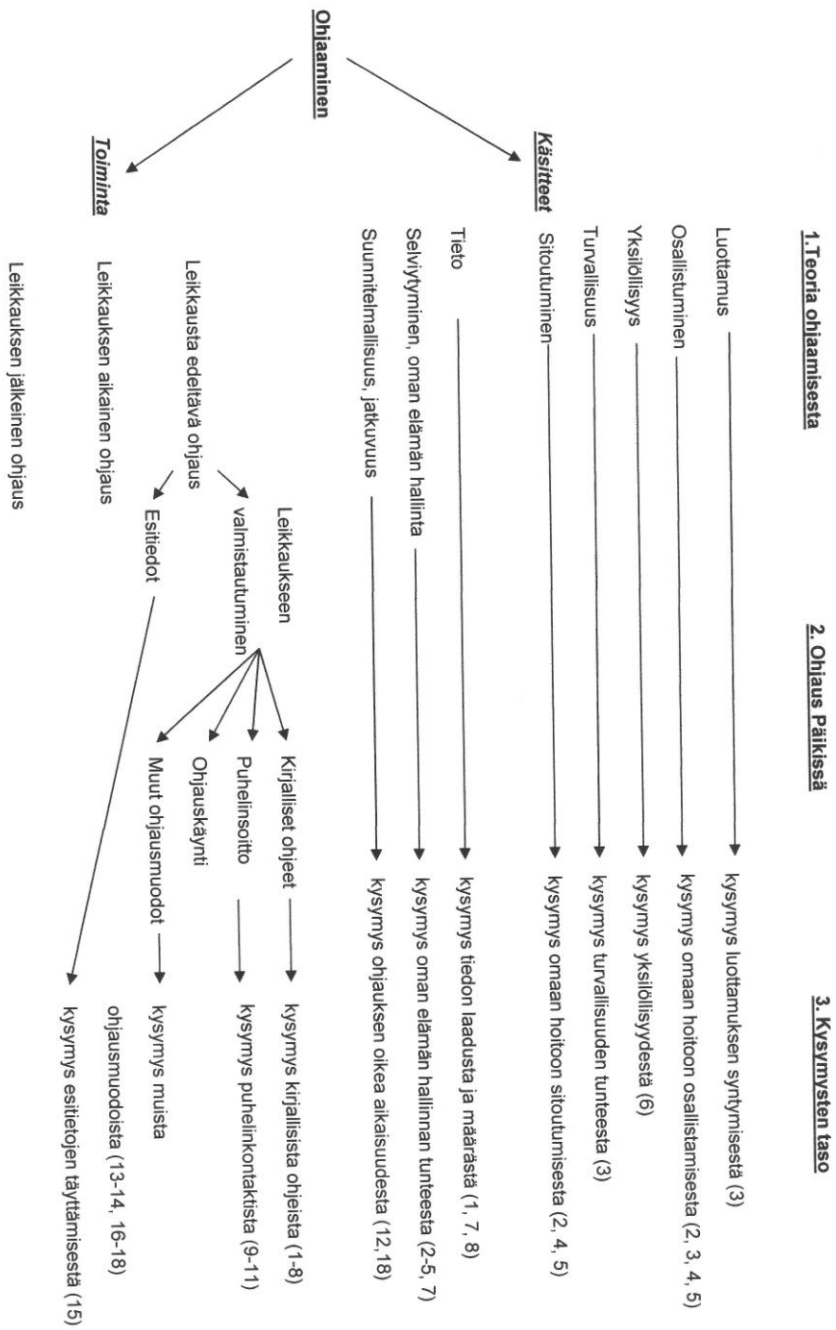 1.Teoria ohjaamisesta
2. Ohjaus Päikissä
3. Kysymysten taso
Ohjaaminen
Käsitteet
Luottamus
kysymys luottamuksen syntymisestä (3)
Osallistuminen
kysymys omaan hoitoon osallistamisesta (2, 3, 4, 5)
Yksilöllisyys
kysymys yksilöllisyydestä (6)
Turvallisuus
kysymys turvallisuuden tunteesta (3)
Sitoutuminen
kysymys omaan hoitoon sitoutumisesta (2, 4, 5)
Tieto
kysymys tiedon laadusta ja määrästä (1, 7, 8)
Selviytyminen, oman elämän hallinta
kysymys oman elämän hallinnan tunteesta (2-5, 7)
Suunnitelmallisuus, jatkuvuus
kysymys ohjauksen oikea aikaisuudesta (12,18)
Toiminta
Leikkausta edeltävä ohjaus
Leikkaukseen
valmistautuminen
Kirjalliset ohjeet
kysymys kirjallisista ohjeista (1-8)
Puhelinsoitto
kysymys puhelinkontaktista (9-11)
Ohjauskäynti
Muut ohjausmuodot
kysymys muista
ohjausmuodoista (13-14, 16-18)
Esitiedot
kysymys esitietojen täyttämisestä (15)
Leikkauksen aikainen ohjaus
Leikkauksen jälkeinen ohjaus